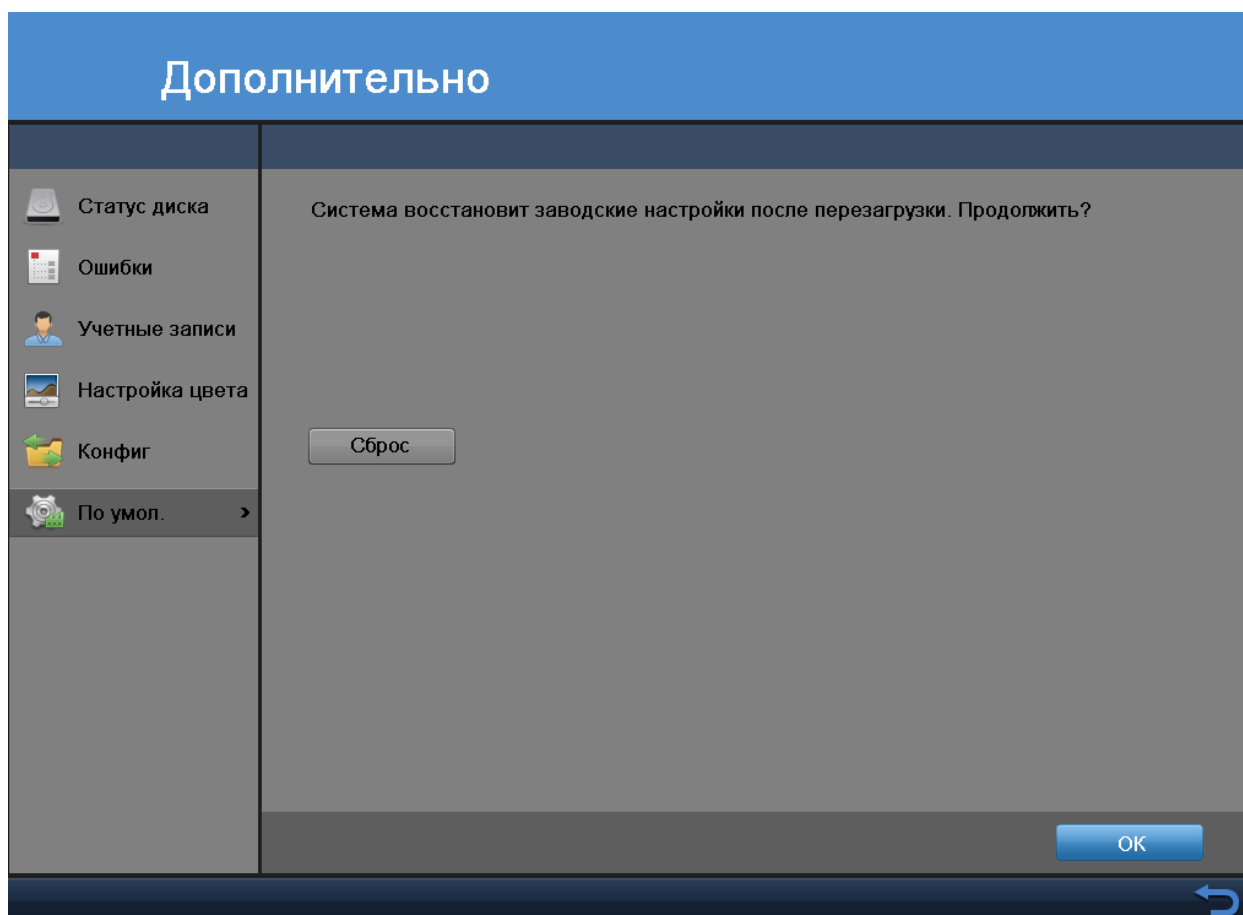 Дополнительно
Статус диска
Ошибки
Учетные записи
Настройка цвета
Конфиг
По умол.
Система восстановит заводские настройки после перезагрузки. Продолжить?
Сброс
OK